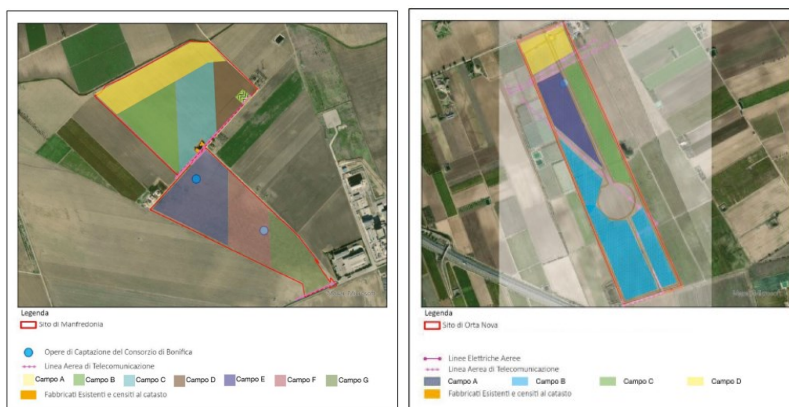 Legenda
Sito di Manfredonia
Opere di Captazione del Consorzio di Bonifica
Linea Aerea di Telecomunicazione
Campo A Campo B Campo C Campo D Campo E Campo F Campo G
Fabbricati Esistenti e censiti al catasto
Legenda
Sito di Orta Nova
Linee Elettriche Aeree
Linea Aerea di Telecomunicazione
Campo A Campo B Campo C Campo D
Fabbricati Esistenti e censiti al catasto